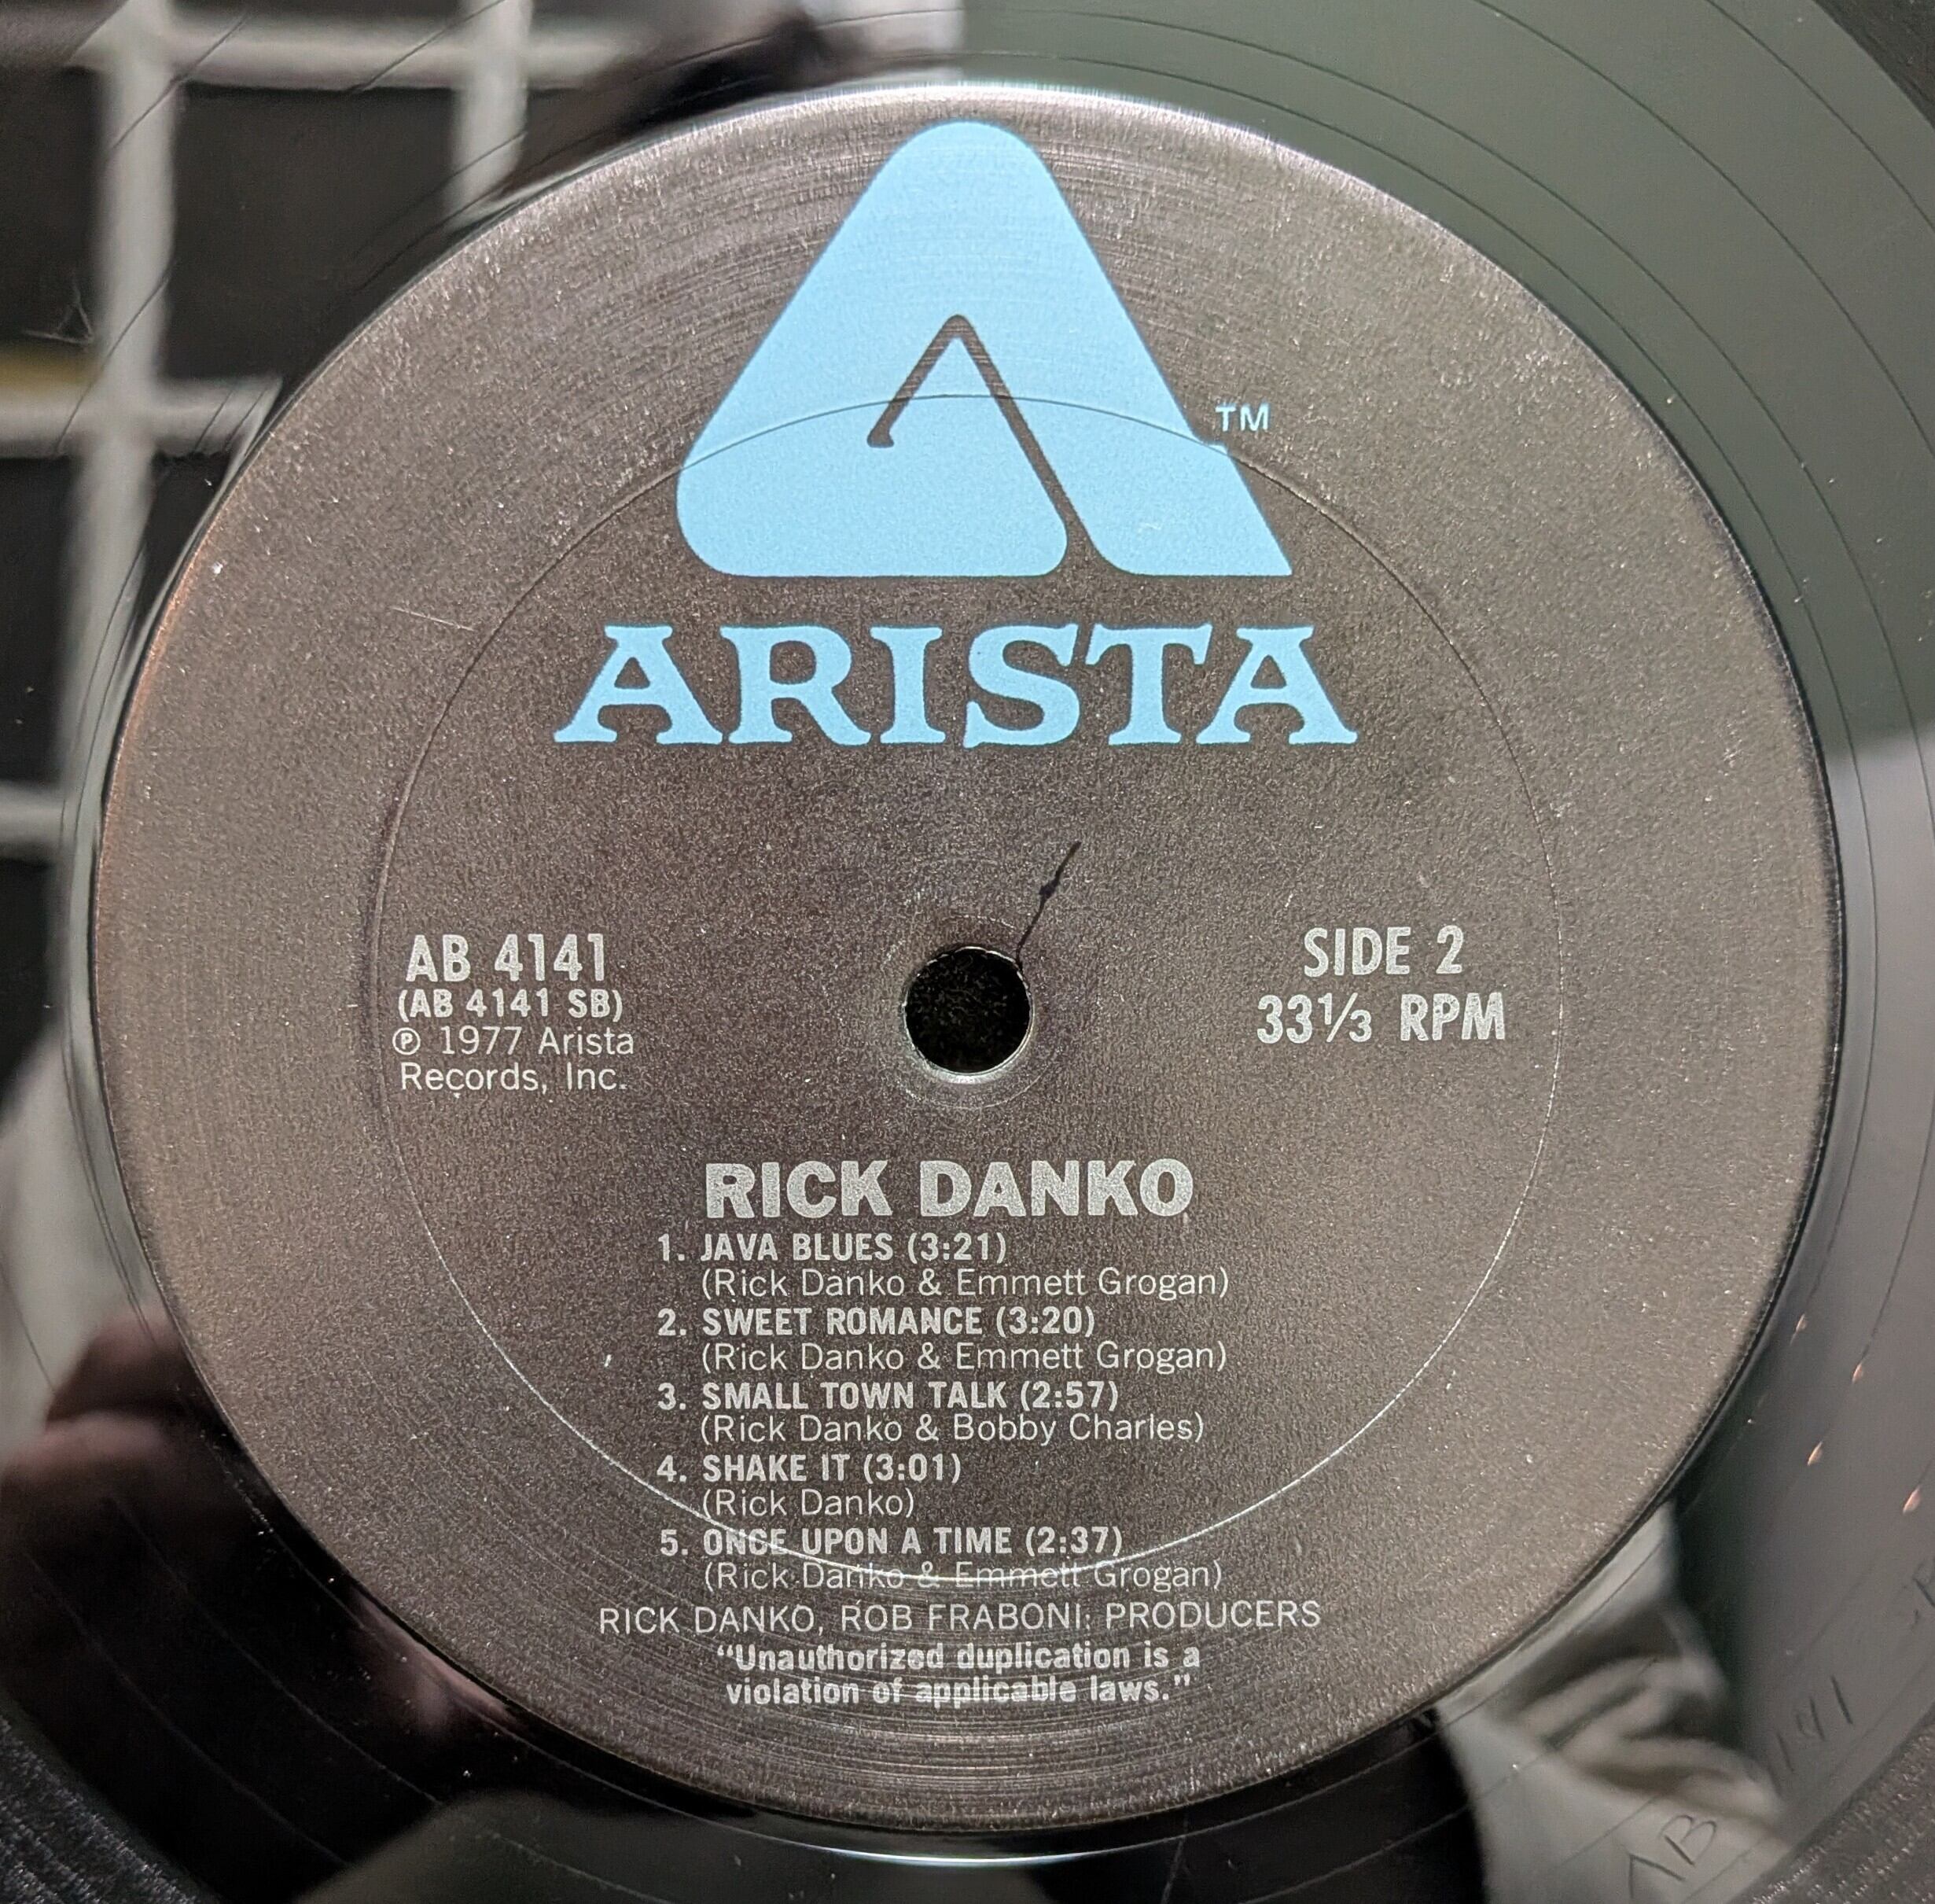 TM
ARISTA
AB 4141
(AB 4141 SB)
℗ 1977 Arista
Records, Inc.
SIDE 2
33⅓ RPM
RICK DANKO
1. JAVA BLUES (3:21)
(Rick Danko & Emmett Grogan)
2. SWEET ROMANCE (3:20)
(Rick Danko & Emmett Grogan)
3. SMALL TOWN TALK (2:57)
(Rick Danko & Bobby Charles)
4. SHAKE IT (3:01)
(Rick Danko)
5. ONCE UPON A TIME (2:37)
(Rick Danko & Emmett Grogan)
RICK DANKO, ROB FRABONI: PRODUCERS
"Unauthorized duplication is a
violation of applicable laws."
AB